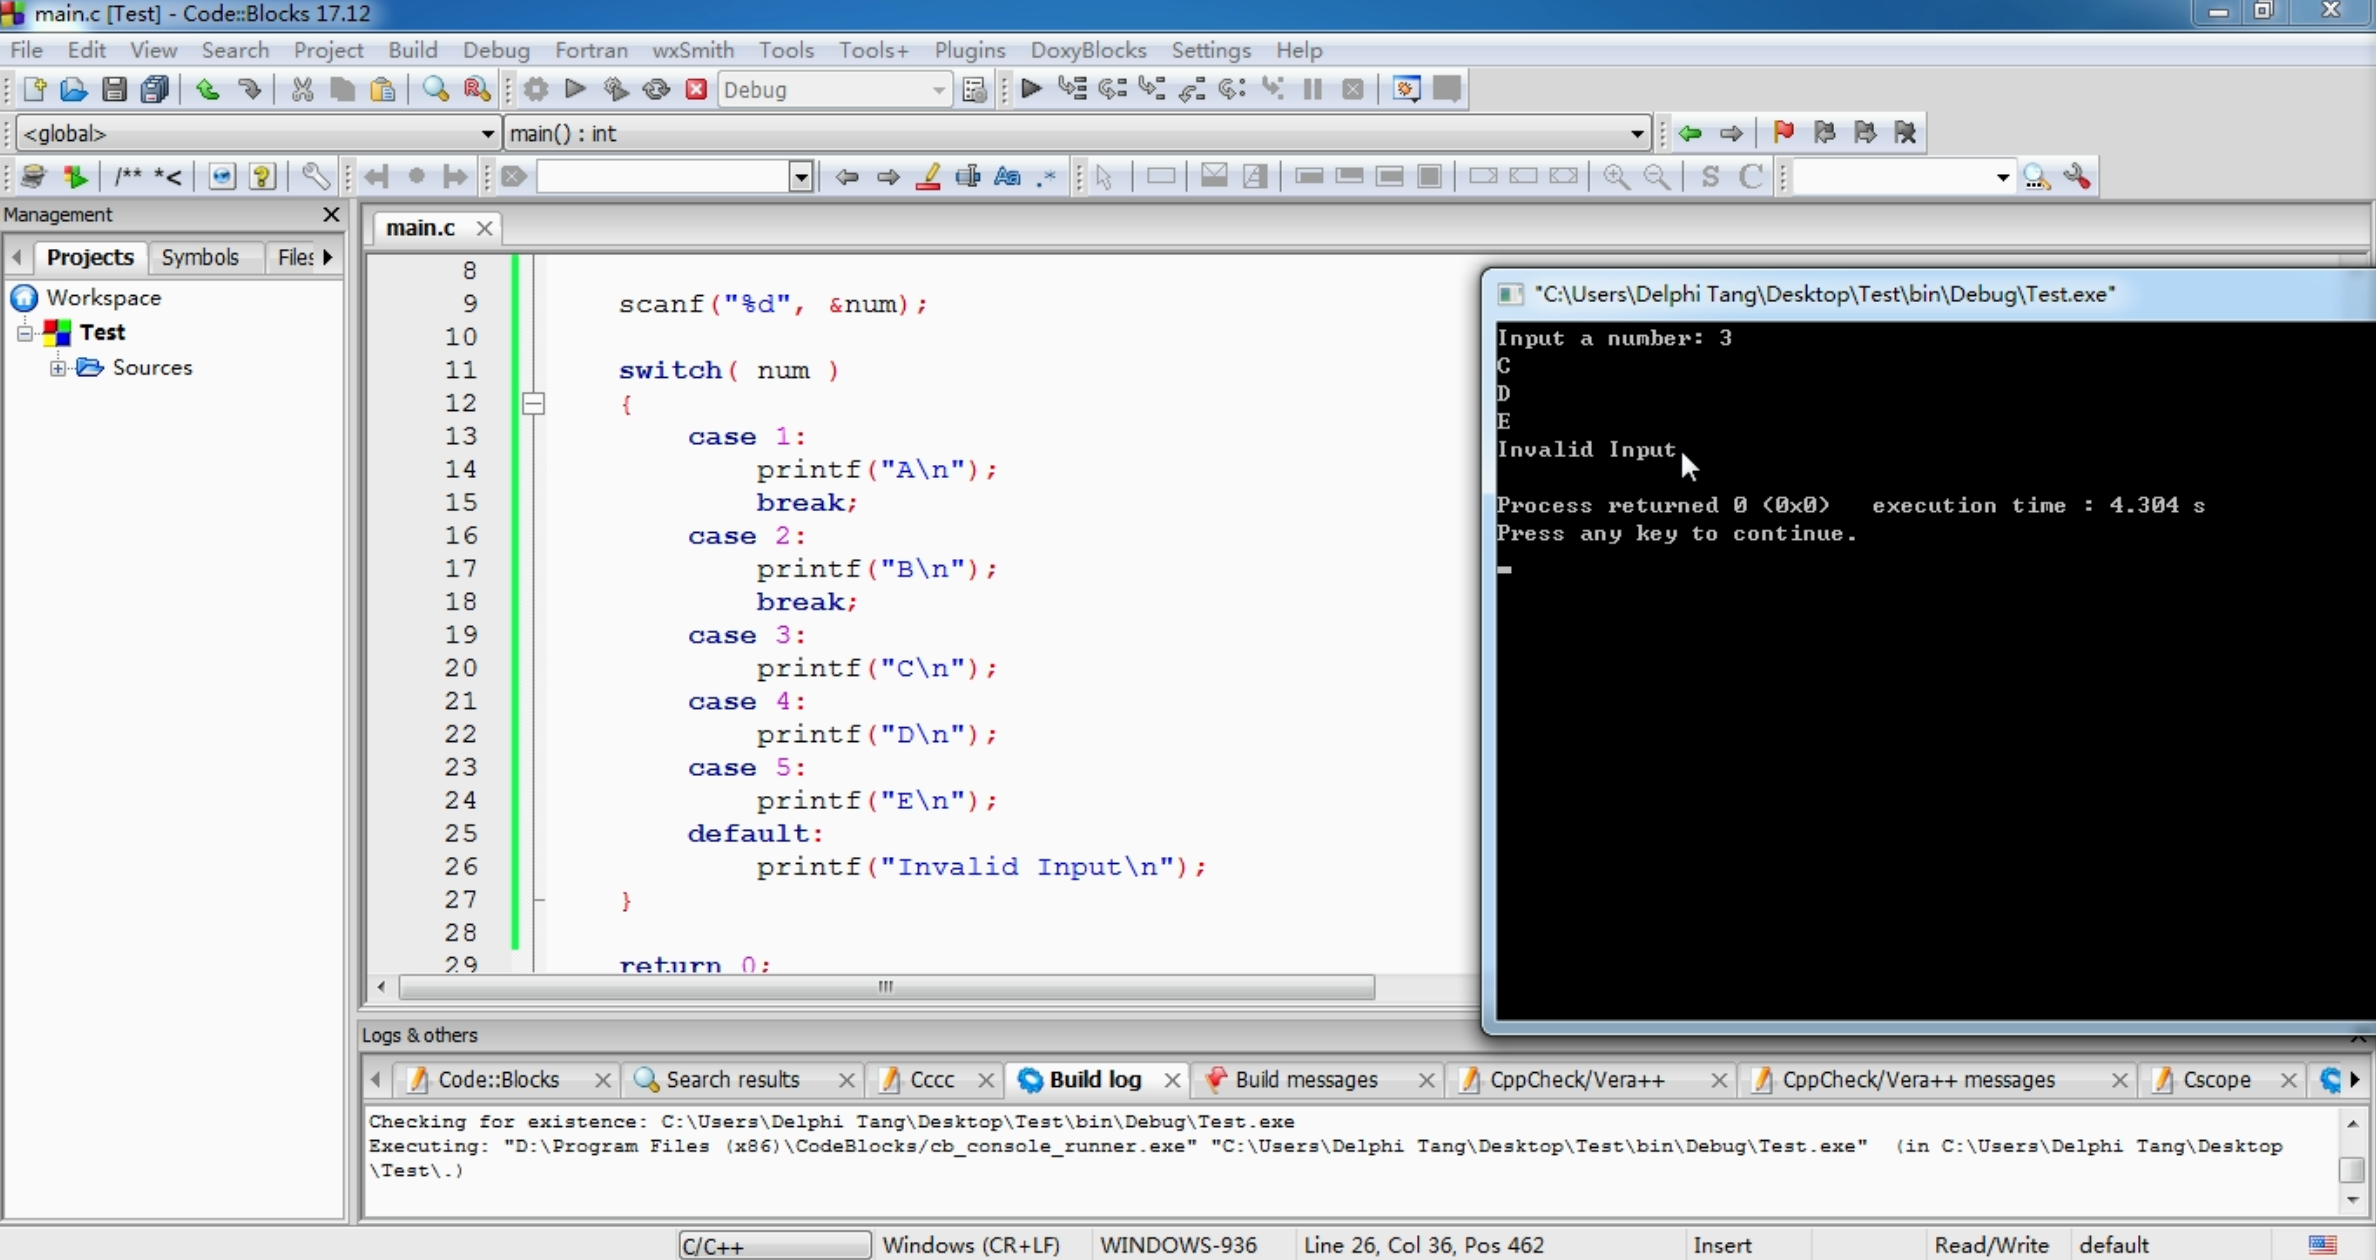 main.c [Test] - Code::Blocks 17.12
File Edit View Search Project Build Debug Fortran wxSmith Tools Tools+ Plugins DoxyBlocks Settings Help
Debug
<global> main() : int
/** *<
S C
Management
main.c
Projects Symbols Files
Workspace
Test
Sources
8
9 scanf("%d", &num);
10
11 switch( num )
12 {
13 case 1:
14 printf("A\n");
15 break;
16 case 2:
17 printf("B\n");
18 break;
19 case 3:
20 printf("C\n");
21 case 4:
22 printf("D\n");
23 case 5:
24 printf("E\n");
25 default:
26 printf("Invalid Input\n");
27 }
28
29 return 0;
"C:\Users\Delphi Tang\Desktop\Test\bin\Debug\Test.exe"
Input a number: 3
C
D
E
Invalid Input
Process returned 0 (0x0)   execution time : 4.304 s
Press any key to continue.
Logs & others
Code::Blocks Search results Cccc Build log Build messages CppCheck/Vera++ CppCheck/Vera++ messages Cscope
Checking for existence: C:\Users\Delphi Tang\Desktop\Test\bin\Debug\Test.exe
Executing: "D:\Program Files (x86)\CodeBlocks/cb_console_runner.exe" "C:\Users\Delphi Tang\Desktop\Test\bin\Debug\Test.exe"  (in C:\Users\Delphi Tang\Desktop
\Test\.)
C/C++ Windows (CR+LF) WINDOWS-936 Line 26, Col 36, Pos 462 Insert Read/Write default